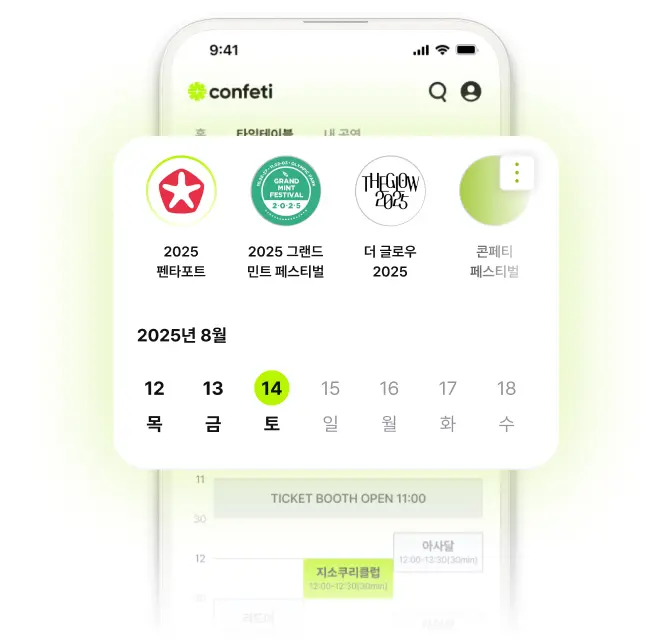 9:41
confeti
홈 타임테이블 내 공연
GRAND
MINT
FESTIVAL
2·0·2·5
THE GLOW
2025
2025
펜타포트
2025 그랜드
민트 페스티벌
더 글로우
2025
콘페티
페스티벌
2025년 8월
12 13 14 15 16 17 18
목 금 토 일 월 화 수
11
TICKET BOOTH OPEN 11:00
30
12
아사달
12:00-12:30(30min)
지소쿠리클럽
12:00-12:30(30min)
30